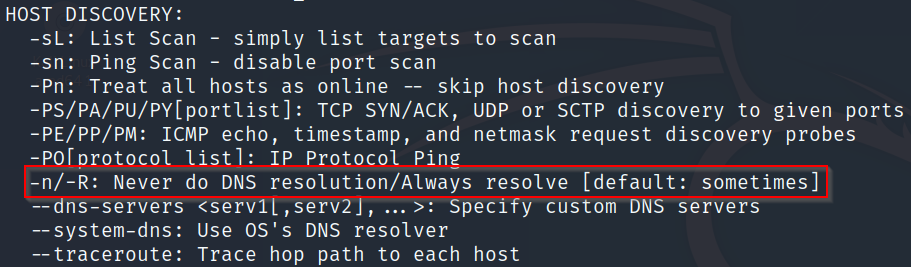 HOST DISCOVERY:
-sL: List Scan - simply list targets to scan
-sn: Ping Scan - disable port scan
-Pn: Treat all hosts as online -- skip host discovery
-PS/PA/PU/PY[portlist]: TCP SYN/ACK, UDP or SCTP discovery to given ports
-PE/PP/PM: ICMP echo, timestamp, and netmask request discovery probes
-PO[protocol list]: IP Protocol Ping
-n/-R: Never do DNS resolution/Always resolve [default: sometimes]
--dns-servers <serv1[,serv2],...>: Specify custom DNS servers
--system-dns: Use OS's DNS resolver
--traceroute: Trace hop path to each host